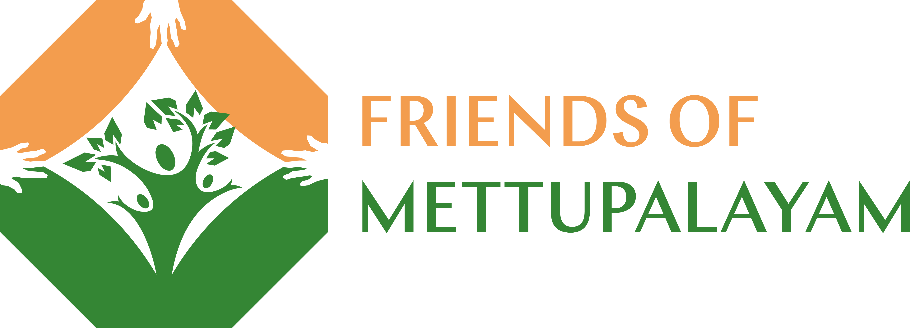 FRIENDS OF
METTUPALAYAM